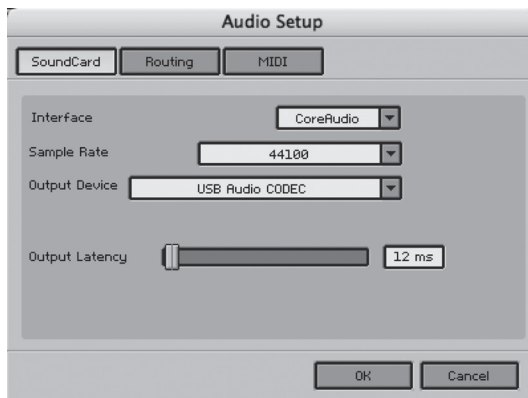 Audio Setup
SoundCard Routing MIDI
Interface CoreAudio
Sample Rate 44100
Output Device USB Audio CODEC
Output Latency 12 ms
OK Cancel